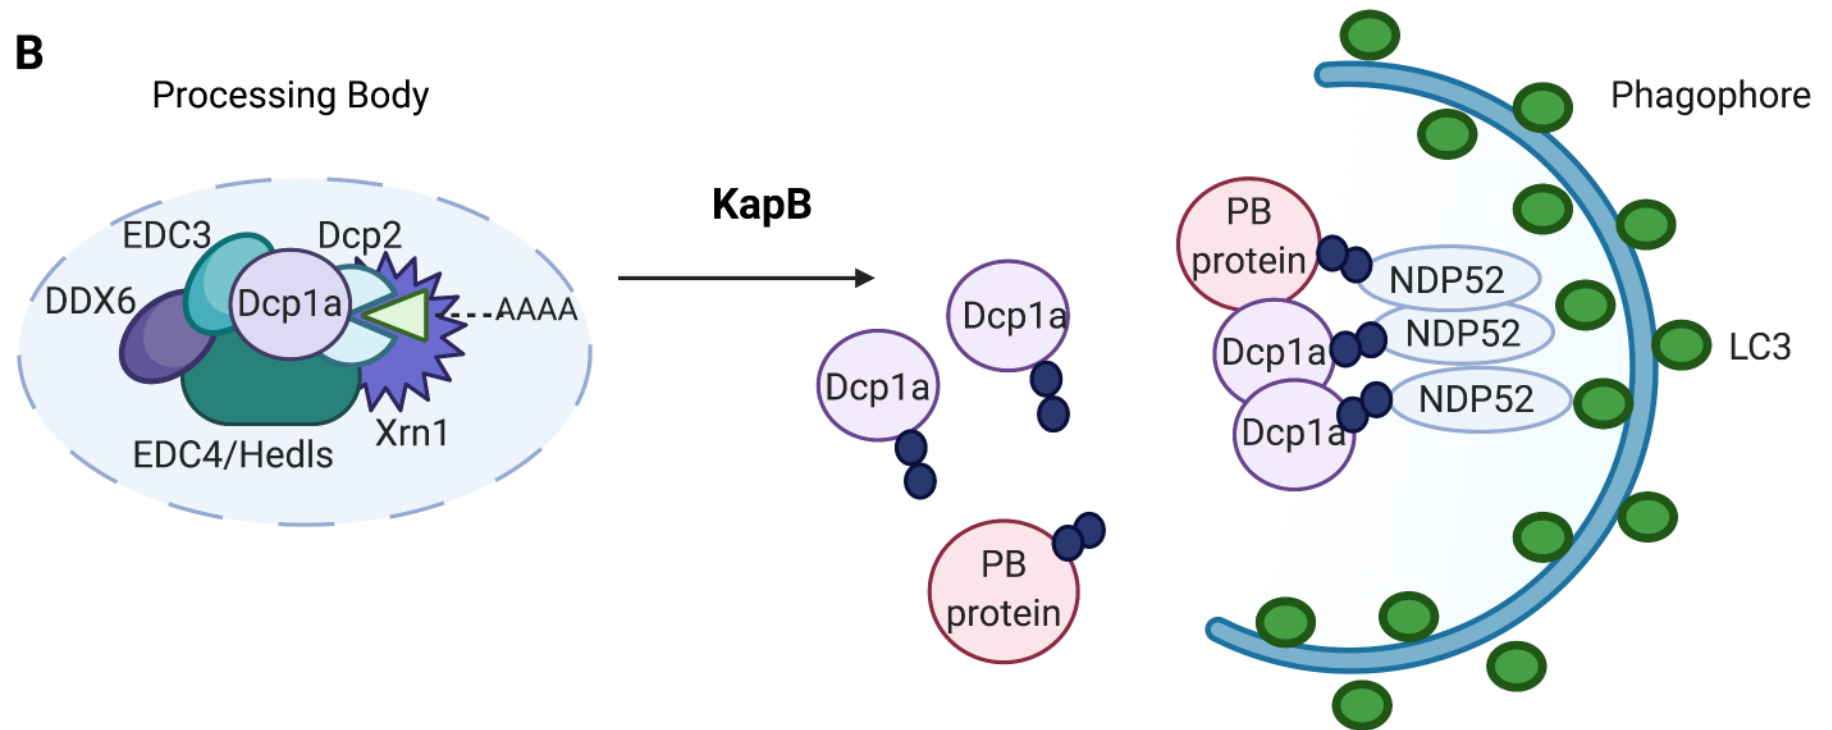 B
Processing Body
EDC3
Dcp2
DDX6
Dcp1a
---AAAA
EDC4/Hedls
Xrn1
KapB
Dcp1a
Dcp1a
PB
protein
PB
protein
Dcp1a
Dcp1a
NDP52
NDP52
NDP52
Phagophore
LC3